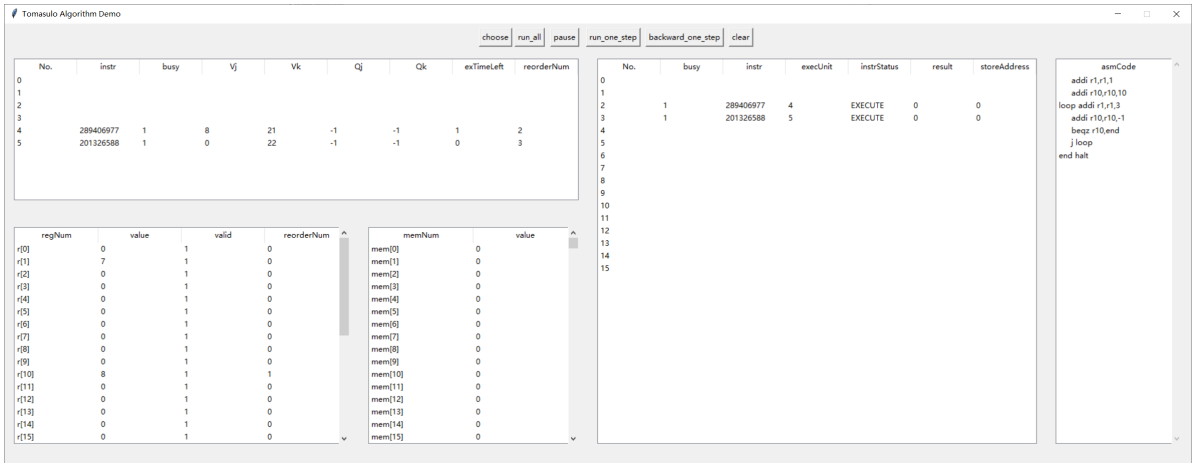 Tomasulo Algorithm Demo
choose run_all pause run_one_step backward_one_step clear
No. instr busy Vj Vk Qj Qk exTimeLeft reorderNum
0
1
2
3
4 289406977 1 8 21 -1 -1 1 2
5 201326588 1 0 22 -1 -1 0 3
No. busy instr execUnit instrStatus result storeAddress
0
1
2 1 289406977 4 EXECUTE 0 0
3 1 201326588 5 EXECUTE 0 0
4
5
6
7
8
9
10
11
12
13
14
15
asmCode
addi r1,r1,1
addi r10,r10,10
loop addi r1,r1,3
addi r10,r10,-1
beqz r10,end
j loop
end halt
regNum value valid reorderNum
r[0] 0 1 0
r[1] 7 1 0
r[2] 0 1 0
r[3] 0 1 0
r[4] 0 1 0
r[5] 0 1 0
r[6] 0 1 0
r[7] 0 1 0
r[8] 0 1 0
r[9] 0 1 0
r[10] 8 1 1
r[11] 0 1 0
r[12] 0 1 0
r[13] 0 1 0
r[14] 0 1 0
r[15] 0 1 0
memNum value
mem[0] 0
mem[1] 0
mem[2] 0
mem[3] 0
mem[4] 0
mem[5] 0
mem[6] 0
mem[7] 0
mem[8] 0
mem[9] 0
mem[10] 0
mem[11] 0
mem[12] 0
mem[13] 0
mem[14] 0
mem[15] 0